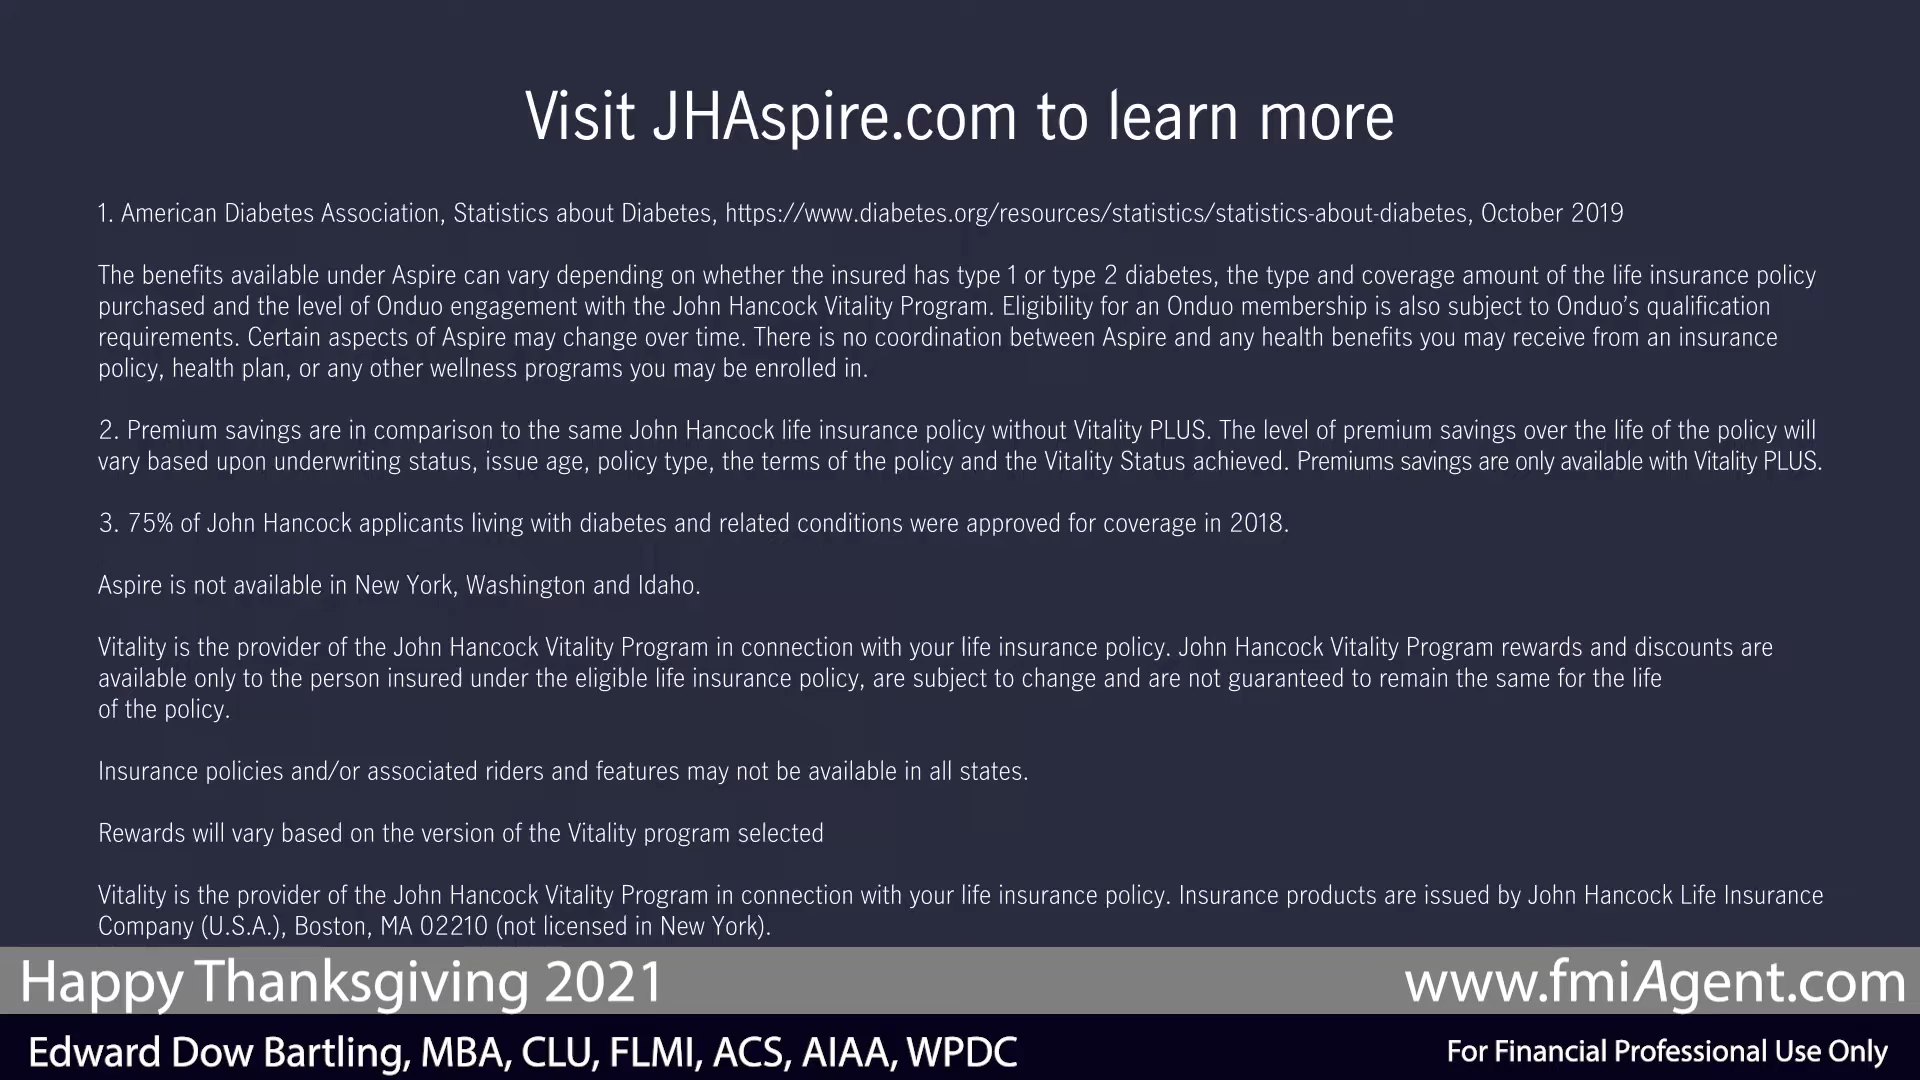 Visit JHAspire.com to learn more
1. American Diabetes Association, Statistics about Diabetes, https://www.diabetes.org/resources/statistics/statistics-about-diabetes, October 2019
The benefits available under Aspire can vary depending on whether the insured has type 1 or type 2 diabetes, the type and coverage amount of the life insurance policy
purchased and the level of Onduo engagement with the John Hancock Vitality Program. Eligibility for an Onduo membership is also subject to Onduo's qualification
requirements. Certain aspects of Aspire may change over time. There is no coordination between Aspire and any health benefits you may receive from an insurance
policy, health plan, or any other wellness programs you may be enrolled in.
2. Premium savings are in comparison to the same John Hancock life insurance policy without Vitality PLUS. The level of premium savings over the life of the policy will
vary based upon underwriting status, issue age, policy type, the terms of the policy and the Vitality Status achieved. Premiums savings are only available with Vitality PLUS.
3. 75% of John Hancock applicants living with diabetes and related conditions were approved for coverage in 2018.
Aspire is not available in New York, Washington and Idaho.
Vitality is the provider of the John Hancock Vitality Program in connection with your life insurance policy. John Hancock Vitality Program rewards and discounts are
available only to the person insured under the eligible life insurance policy, are subject to change and are not guaranteed to remain the same for the life
of the policy.
Insurance policies and/or associated riders and features may not be available in all states.
Rewards will vary based on the version of the Vitality program selected
Vitality is the provider of the John Hancock Vitality Program in connection with your life insurance policy. Insurance products are issued by John Hancock Life Insurance
Company (U.S.A.), Boston, MA 02210 (not licensed in New York).
Happy Thanksgiving 2021
www.fmiAgent.com
Edward Dow Bartling, MBA, CLU, FLMI, ACS, AIAA, WPDC
For Financial Professional Use Only